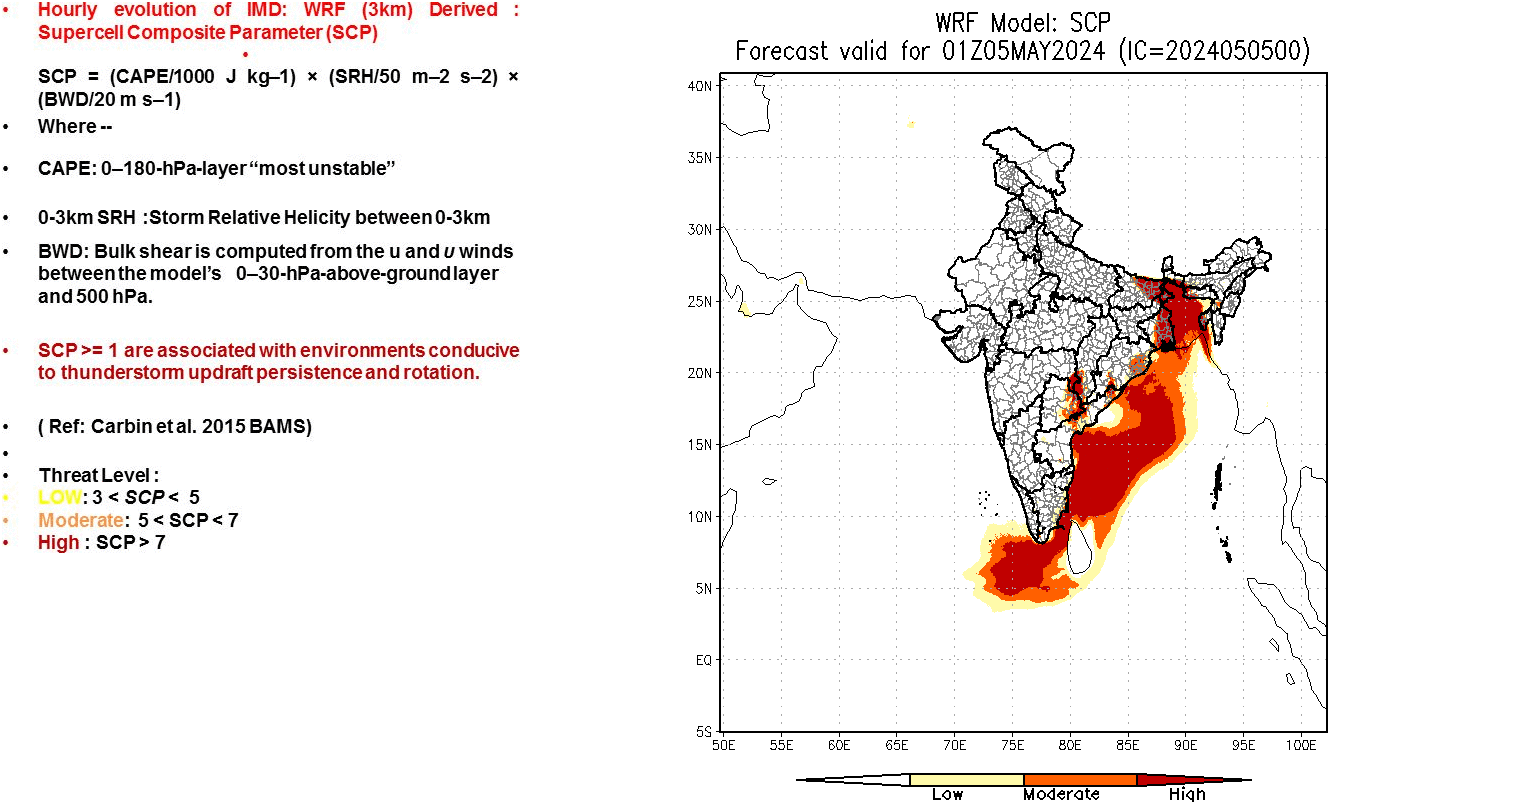 • Hourly evolution of IMD: WRF (3km) Derived :
Supercell Composite Parameter (SCP)
•
SCP = (CAPE/1000 J kg–1) × (SRH/50 m–2 s–2) ×
(BWD/20 m s–1)
• Where --
• CAPE: 0–180-hPa-layer “most unstable”
• 0-3km SRH :Storm Relative Helicity between 0-3km
• BWD: Bulk shear is computed from the u and υ winds
between the model’s 0–30-hPa-above-ground layer
and 500 hPa.
• SCP >= 1 are associated with environments conducive
to thunderstorm updraft persistence and rotation.
• ( Ref: Carbin et al. 2015 BAMS)
•
• Threat Level :
• LOW: 3 < SCP < 5
• Moderate: 5 < SCP < 7
• High : SCP > 7
WRF Model: SCP
Forecast valid for 01Z05MAY2024 (IC=2024050500)
40N
35N
30N
25N
20N
15N
10N
5N
EQ
5S
50E 55E 60E 65E 70E 75E 80E 85E 90E 95E 100E
Low Moderate High